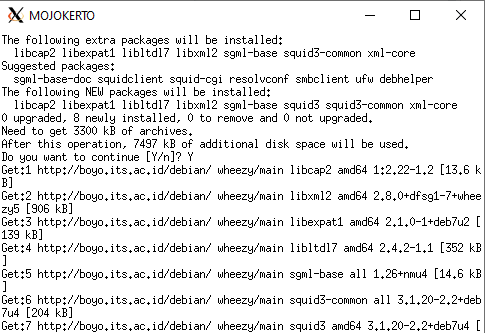 MOJOKERTO
The following extra packages will be installed:
  libcap2 libexpat1 libltdl7 libxml2 sgml-base squid3-common xml-core
Suggested packages:
  sgml-base-doc squidclient squid-cgi resolvconf smbclient ufw debhelper
The following NEW packages will be installed:
  libcap2 libexpat1 libltdl7 libxml2 sgml-base squid3 squid3-common xml-core
0 upgraded, 8 newly installed, 0 to remove and 0 not upgraded.
Need to get 3300 kB of archives.
After this operation, 7497 kB of additional disk space will be used.
Do you want to continue [Y/n]? Y
Get:1 http://boyo.its.ac.id/debian/ wheezy/main libcap2 amd64 1:2.22-1.2 [13.6 k
B]
Get:2 http://boyo.its.ac.id/debian/ wheezy/main libxml2 amd64 2.8.0+dfsg1-7+whee
zy5 [906 kB]
Get:3 http://boyo.its.ac.id/debian/ wheezy/main libexpat1 amd64 2.1.0-1+deb7u2 [
139 kB]
Get:4 http://boyo.its.ac.id/debian/ wheezy/main libltdl7 amd64 2.4.2-1.1 [352 kB
]
Get:5 http://boyo.its.ac.id/debian/ wheezy/main sgml-base all 1.26+nmu4 [14.6 kB
]
Get:6 http://boyo.its.ac.id/debian/ wheezy/main squid3-common all 3.1.20-2.2+deb
7u4 [204 kB]
Get:7 http://boyo.its.ac.id/debian/ wheezy/main squid3 amd64 3.1.20-2.2+deb7u4 [